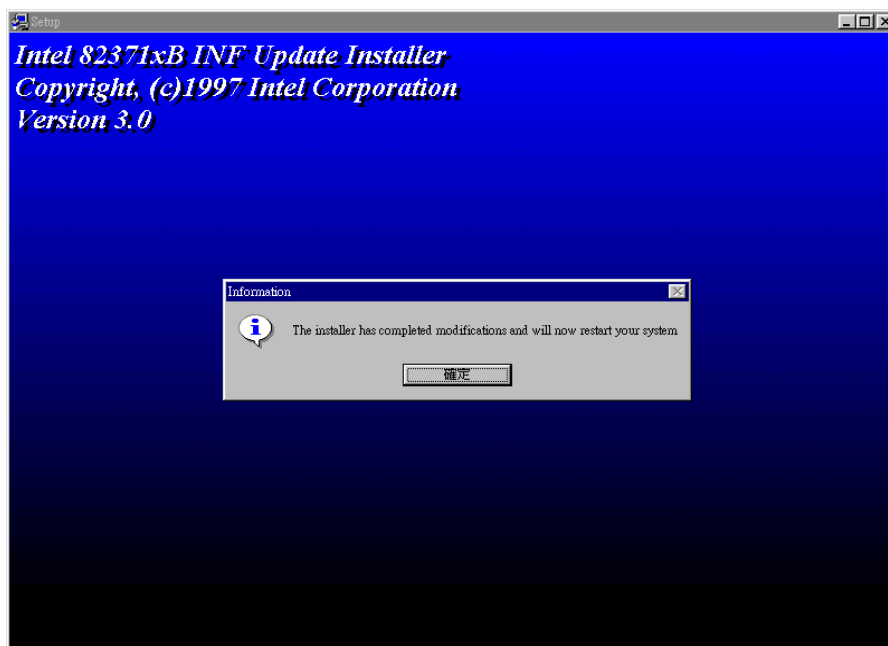 Setup
Intel 82371xB INF Update Installer
Copyright, (c)1997 Intel Corporation
Version 3.0
Information
The installer has completed modifications and will now restart your system
確定